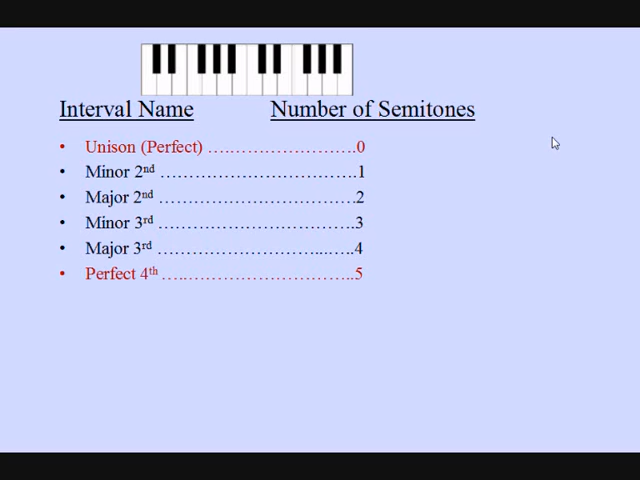 Interval Name Number of Semitones
• Unison (Perfect) ….…………………….0
• Minor 2nd …………………………….1
• Major 2nd …………………………….2
• Minor 3rd …………………………….3
• Major 3rd ………………………...…..4
• Perfect 4th ….………………………..5